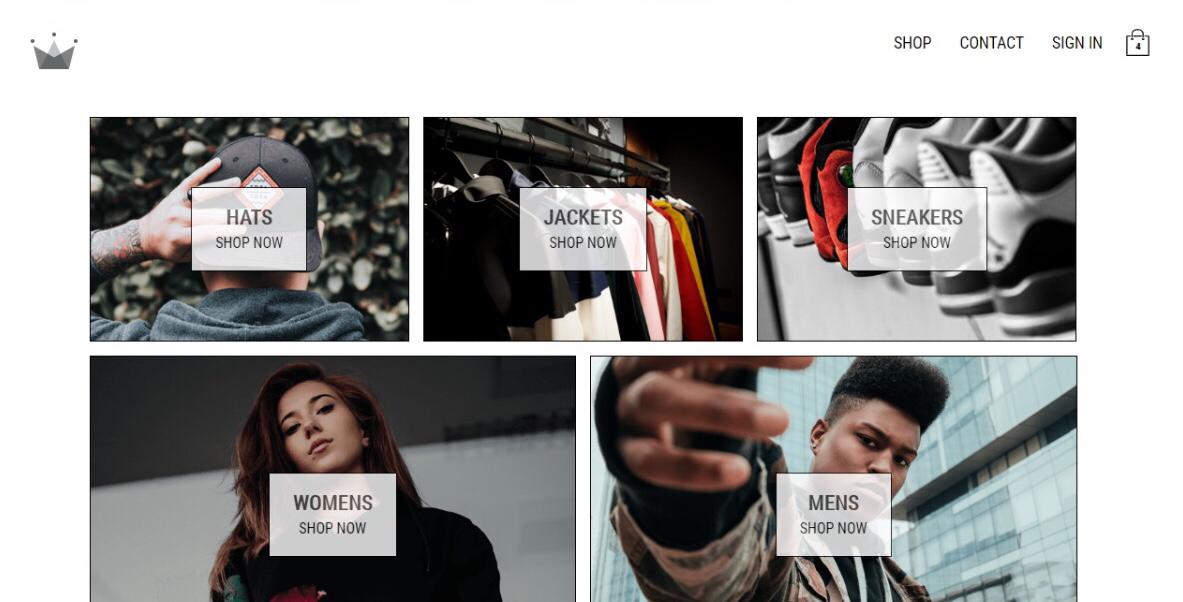 SHOP CONTACT SIGN IN 4
HATS
SHOP NOW
JACKETS
SHOP NOW
SNEAKERS
SHOP NOW
WOMENS
SHOP NOW
MENS
SHOP NOW